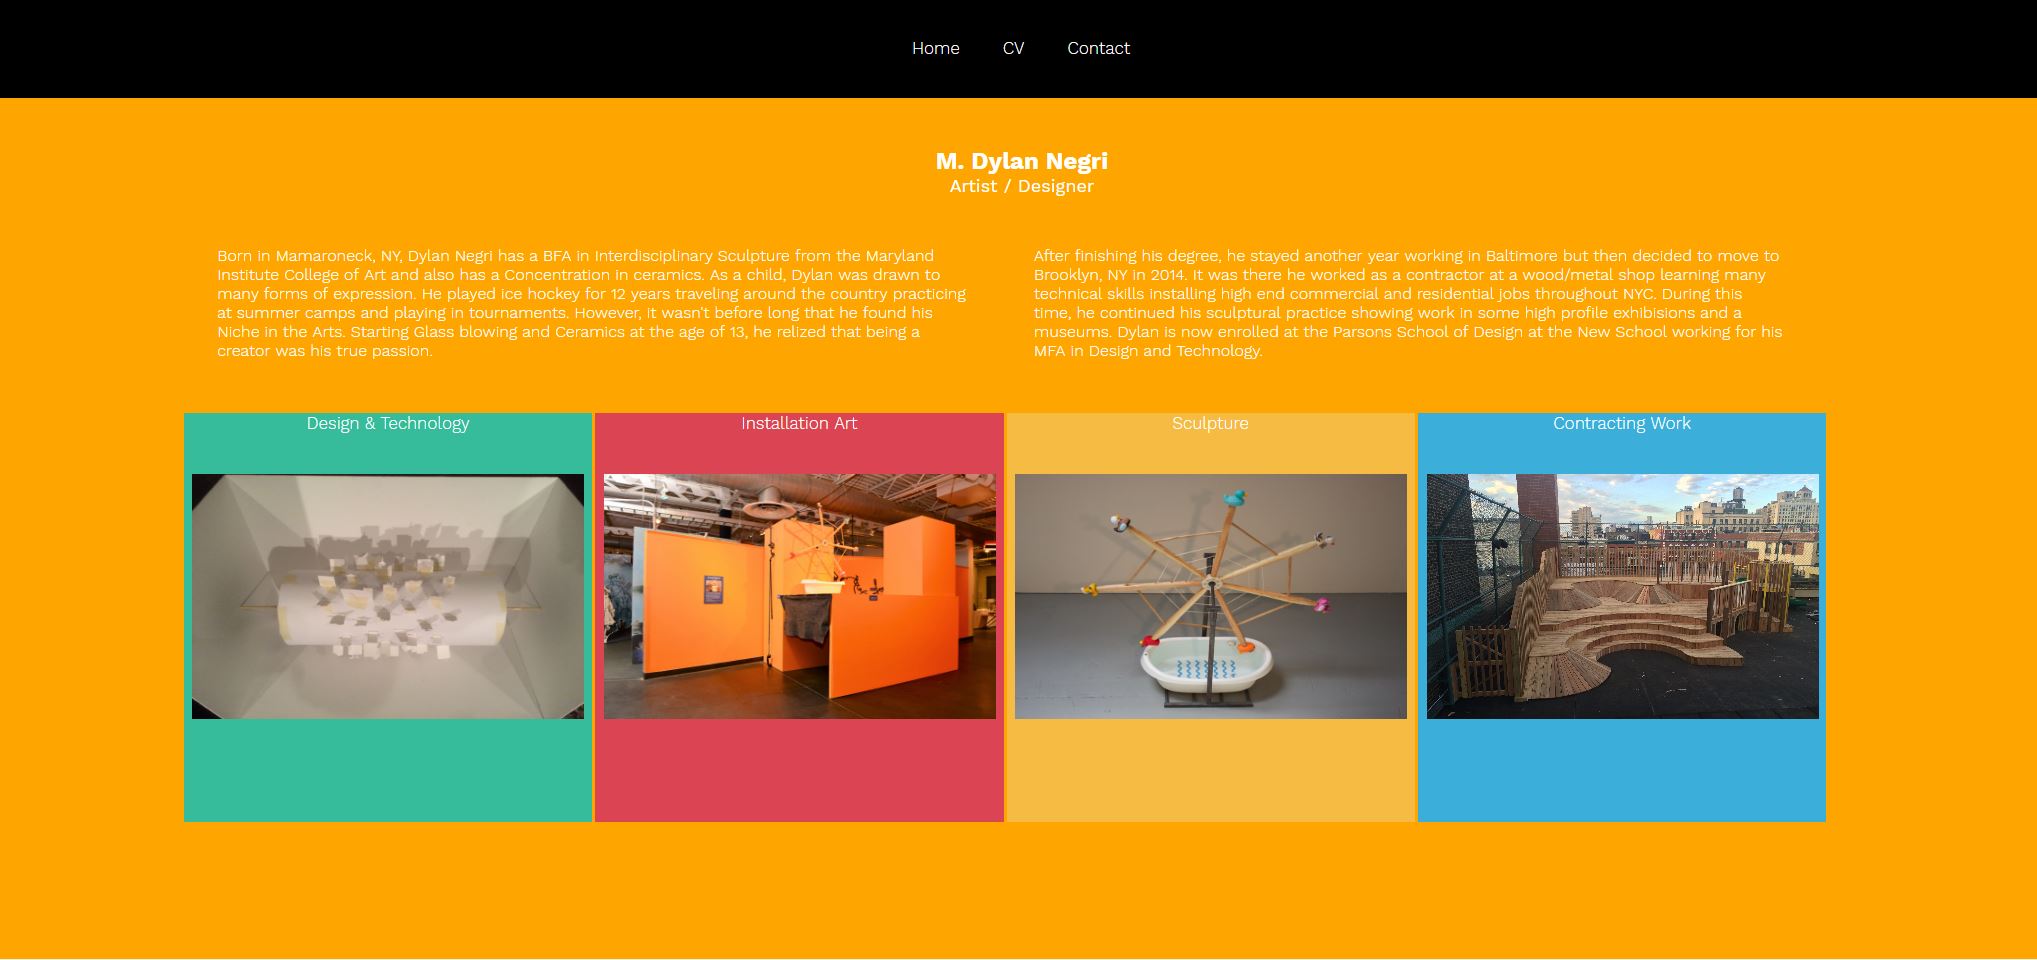 Home CV Contact
M. Dylan Negri
Artist / Designer
Born in Mamaroneck, NY, Dylan Negri has a BFA in Interdisciplinary Sculpture from the Maryland
Institute College of Art and also has a Concentration in ceramics. As a child, Dylan was drawn to
many forms of expression. He played ice hockey for 12 years traveling around the country practicing
at summer camps and playing in tournaments. However, it wasn't before long that he found his
Niche in the Arts. Starting Glass blowing and Ceramics at the age of 13, he relized that being a
creator was his true passion.
After finishing his degree, he stayed another year working in Baltimore but then decided to move to
Brooklyn, NY in 2014. It was there he worked as a contractor at a wood/metal shop learning many
technical skills installing high end commercial and residential jobs throughout NYC. During this
time, he continued his sculptural practice showing work in some high profile exhibisions and a
museums. Dylan is now enrolled at the Parsons School of Design at the New School working for his
MFA in Design and Technology.
Design & Technology
Installation Art
Sculpture
Contracting Work